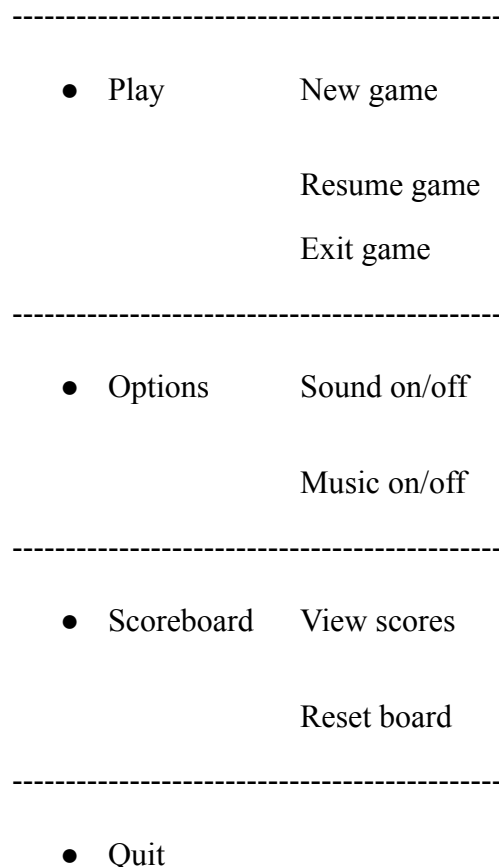 -----------------------------------------------
● Play New game
Resume game
Exit game
-----------------------------------------------
● Options Sound on/off
Music on/off
-----------------------------------------------
● Scoreboard View scores
Reset board
-----------------------------------------------
● Quit